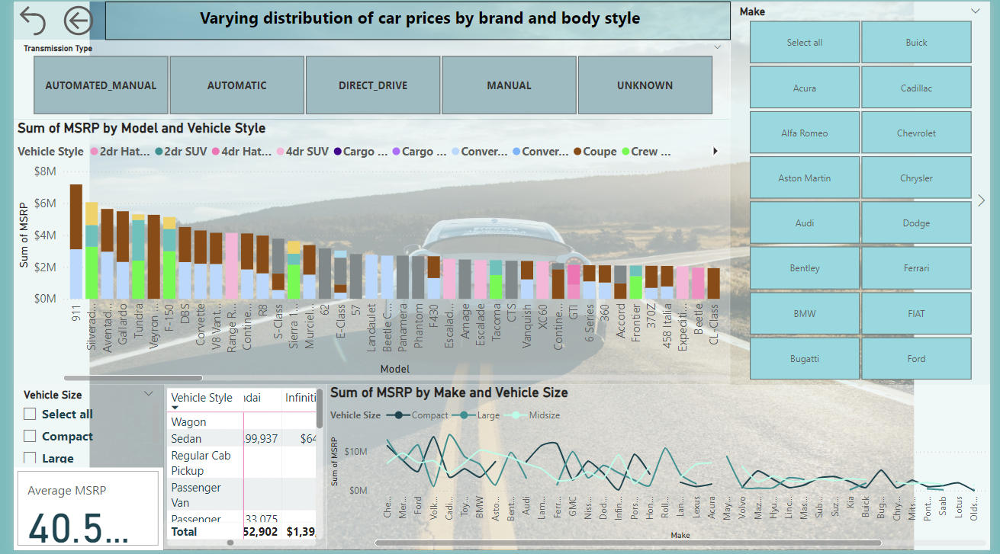 Varying distribution of car prices by brand and body style
Transmission Type
AUTOMATED_MANUAL
AUTOMATIC
DIRECT_DRIVE
MANUAL
UNKNOWN
Make
Select all
Buick
Acura
Cadillac
Alfa Romeo
Chevrolet
Aston Martin
Chrysler
Audi
Dodge
Bentley
Ferrari
BMW
FIAT
Bugatti
Ford
Sum of MSRP by Model and Vehicle Style
Vehicle Style 2dr Hat... 2dr SUV 4dr Hat... 4dr SUV Cargo ... Cargo ... Conver... Conver... Coupe Crew ...
Sum of MSRP
$8M
$6M
$4M
$2M
$0M
911
Silverad...
Aventad...
Gallardo
Tundra
Veyron ...
F-150
DBS
Corvette
V8 Vant...
Range R...
Contine...
R8
S-Class
Sierra 1...
Murciel...
62
E-Class
57
Landaulet
Beetle C...
Panamera
Phantom
F430
Escalad...
Arnage
Escalade
Tacoma
CTS
Vanquish
XC60
Contine...
GTI
6 Series
360
Accord
Frontier
370Z
458 Italia
Expediti...
Beetle
CL-Class
Model
Vehicle Size
Select all
Compact
Large
Average MSRP
40.5...
Vehicle Style ndai Infiniti
Wagon
Sedan ,99,937 $64
Regular Cab
Pickup
Passenger
Van
Passenger 33,075
Total 52,902 $1,39,
Sum of MSRP by Make and Vehicle Size
Vehicle Size Compact Large Midsize
Sum of MSRP
$10M
$0M
Che...
Mer...
Ford
Volk...
Cadi...
Toy...
BMW
Asto...
Bent...
Audi
Lam...
Ferr...
GMC
Niss...
Dod...
Infin...
Pors...
Hon...
Roll...
Lan...
Lexus
Acura
May...
Volvo
Maz...
Hyu...
Linc...
Mas...
Sub...
Suz...
Kia
Buick
Bug...
Chry...
Mits...
Pont...
Saab
Lotus
Olds...
Make